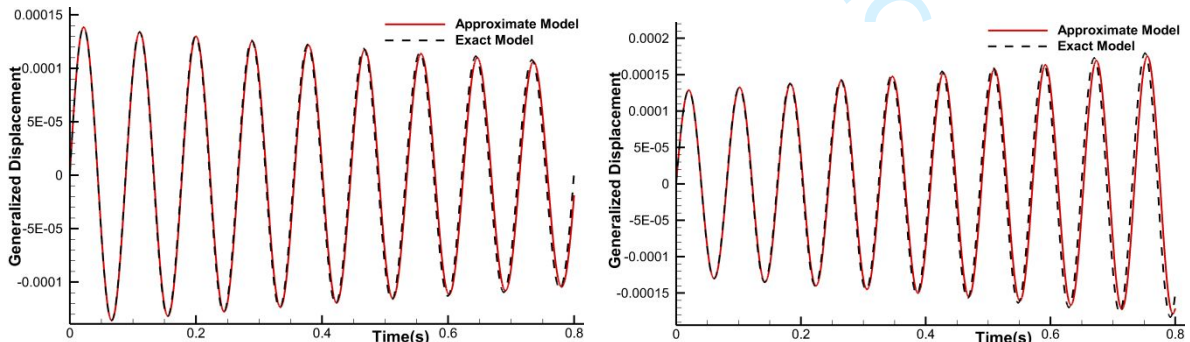 0.00015
0.0001
5E-05
0
-5E-05
-0.0001
Generalized Displacement
Approximate Model
Exact Model
0
0.2
0.4
0.6
0.8
Time(s)
0.0002
0.00015
0.0001
5E-05
0
-5E-05
-0.0001
-0.00015
Generalized Displacement
Approximate Model
Exact Model
0
0.2
0.4
0.6
0.8
Time(s)